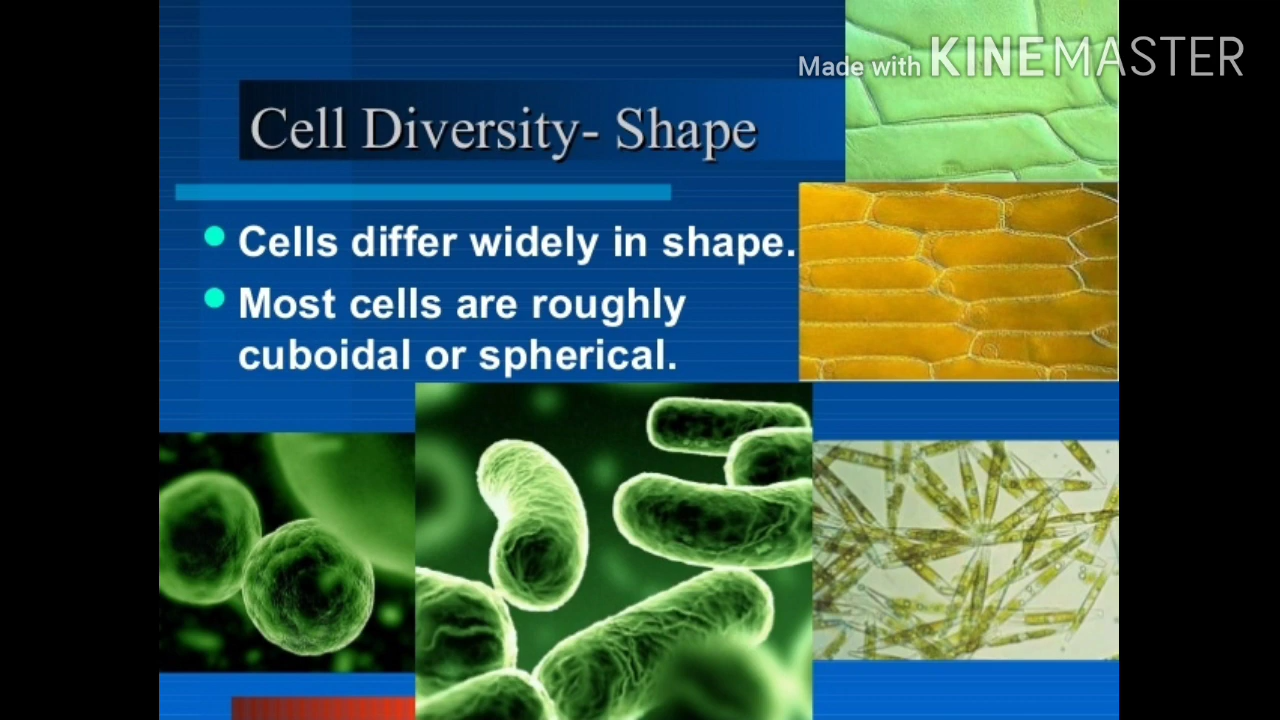 Made with KINEMASTER
Cell Diversity- Shape
Cells differ widely in shape.
Most cells are roughly
cuboidal or spherical.